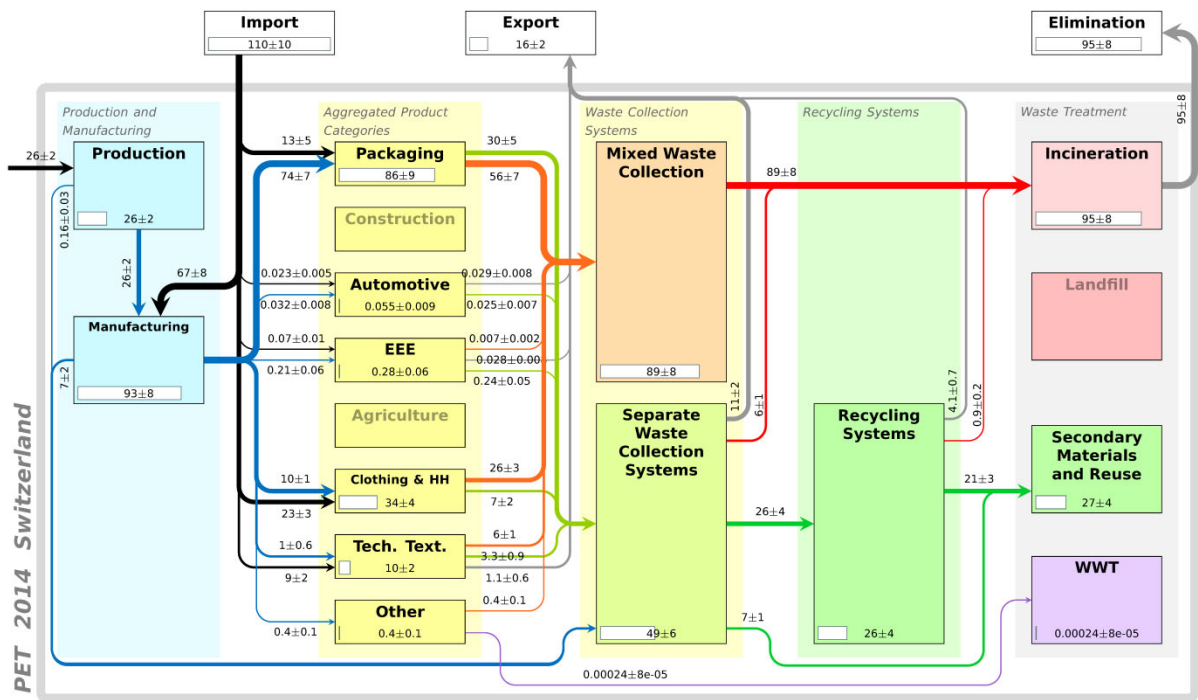 Import
110±10
Export
16±2
Elimination
95±8
Production and
Manufacturing
Aggregated Product
Categories
Waste Collection
Systems
Recycling Systems
Waste Treatment
95±8
26±2
Production
26±2
0.16±0.03
26±2
67±8
Manufacturing
93±8
7±2
13±5
74±7
Packaging
86±9
30±5
56±7
Construction
0.023±0.005
0.032±0.008
Automotive
0.055±0.009
0.029±0.008
0.025±0.007
0.07±0.01
0.21±0.06
EEE
0.28±0.06
0.007±0.002
0.028±0.00
0.24±0.05
Agriculture
10±1
23±3
Clothing & HH
34±4
26±3
7±2
1±0.6
9±2
Tech. Text.
10±2
6±1
3.3±0.9
1.1±0.6
0.4±0.1
Other
0.4±0.1
0.4±0.1
0.00024±8e-05
Mixed Waste
Collection
89±8
89±8
Separate
Waste
Collection
Systems
49±6
11±2
6±1
26±4
7±1
Recycling
Systems
26±4
4.1±0.7
0.9±0.2
21±3
Incineration
95±8
Landfill
Secondary
Materials
and Reuse
27±4
WWT
0.00024±8e-05
PET 2014 Switzerland